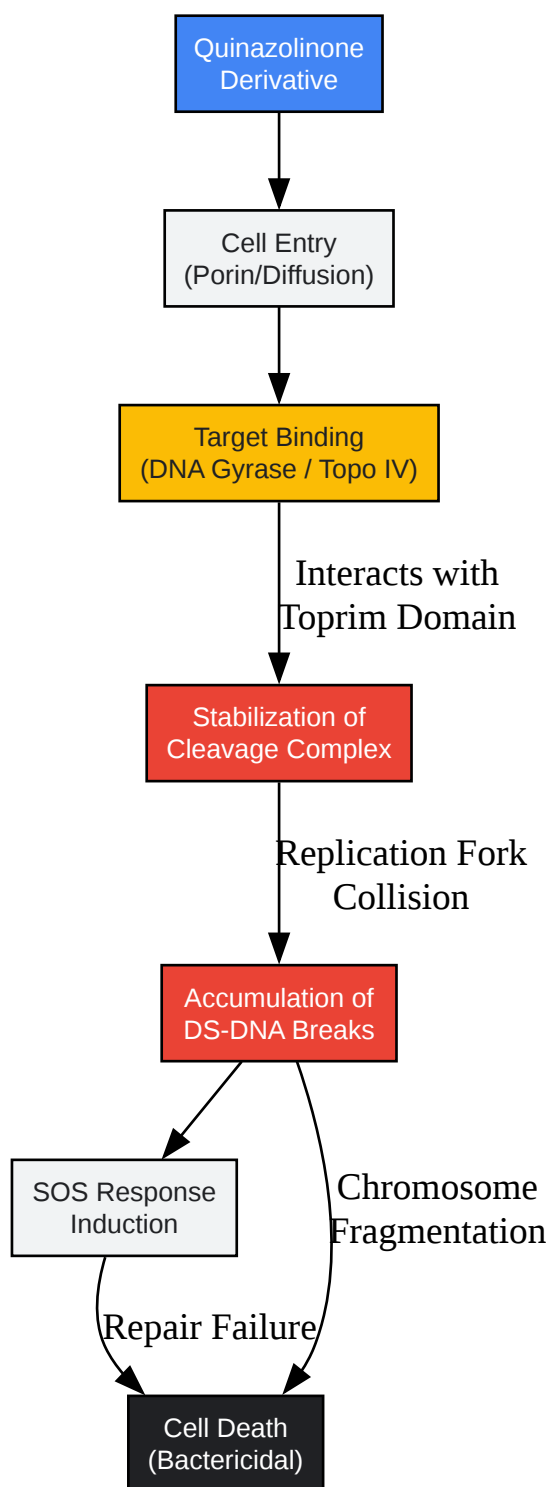 Quinazolinone
Derivative
Cell Entry
(Porin/Diffusion)
Target Binding
(DNA Gyrase / Topo IV)
Interacts with
Toprim Domain
Stabilization of
Cleavage Complex
Replication Fork
Collision
Accumulation of
DS-DNA Breaks
SOS Response
Induction
Chromosome
Fragmentation
Repair Failure
Cell Death
(Bactericidal)